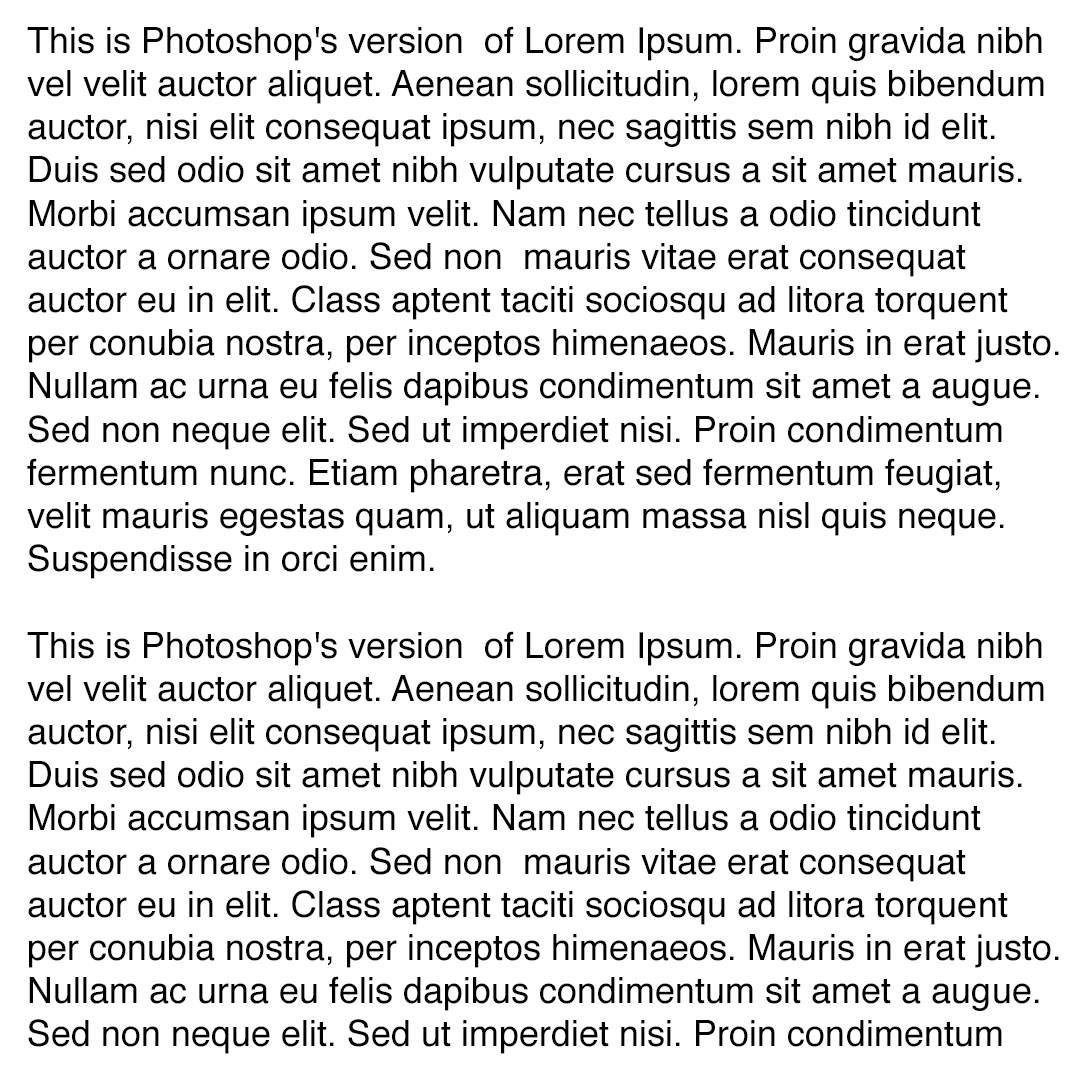 This is Photoshop's version  of Lorem Ipsum. Proin gravida nibh
vel velit auctor aliquet. Aenean sollicitudin, lorem quis bibendum
auctor, nisi elit consequat ipsum, nec sagittis sem nibh id elit.
Duis sed odio sit amet nibh vulputate cursus a sit amet mauris.
Morbi accumsan ipsum velit. Nam nec tellus a odio tincidunt
auctor a ornare odio. Sed non  mauris vitae erat consequat
auctor eu in elit. Class aptent taciti sociosqu ad litora torquent
per conubia nostra, per inceptos himenaeos. Mauris in erat justo.
Nullam ac urna eu felis dapibus condimentum sit amet a augue.
Sed non neque elit. Sed ut imperdiet nisi. Proin condimentum
fermentum nunc. Etiam pharetra, erat sed fermentum feugiat,
velit mauris egestas quam, ut aliquam massa nisl quis neque.
Suspendisse in orci enim.

This is Photoshop's version  of Lorem Ipsum. Proin gravida nibh
vel velit auctor aliquet. Aenean sollicitudin, lorem quis bibendum
auctor, nisi elit consequat ipsum, nec sagittis sem nibh id elit.
Duis sed odio sit amet nibh vulputate cursus a sit amet mauris.
Morbi accumsan ipsum velit. Nam nec tellus a odio tincidunt
auctor a ornare odio. Sed non  mauris vitae erat consequat
auctor eu in elit. Class aptent taciti sociosqu ad litora torquent
per conubia nostra, per inceptos himenaeos. Mauris in erat justo.
Nullam ac urna eu felis dapibus condimentum sit amet a augue.
Sed non neque elit. Sed ut imperdiet nisi. Proin condimentum